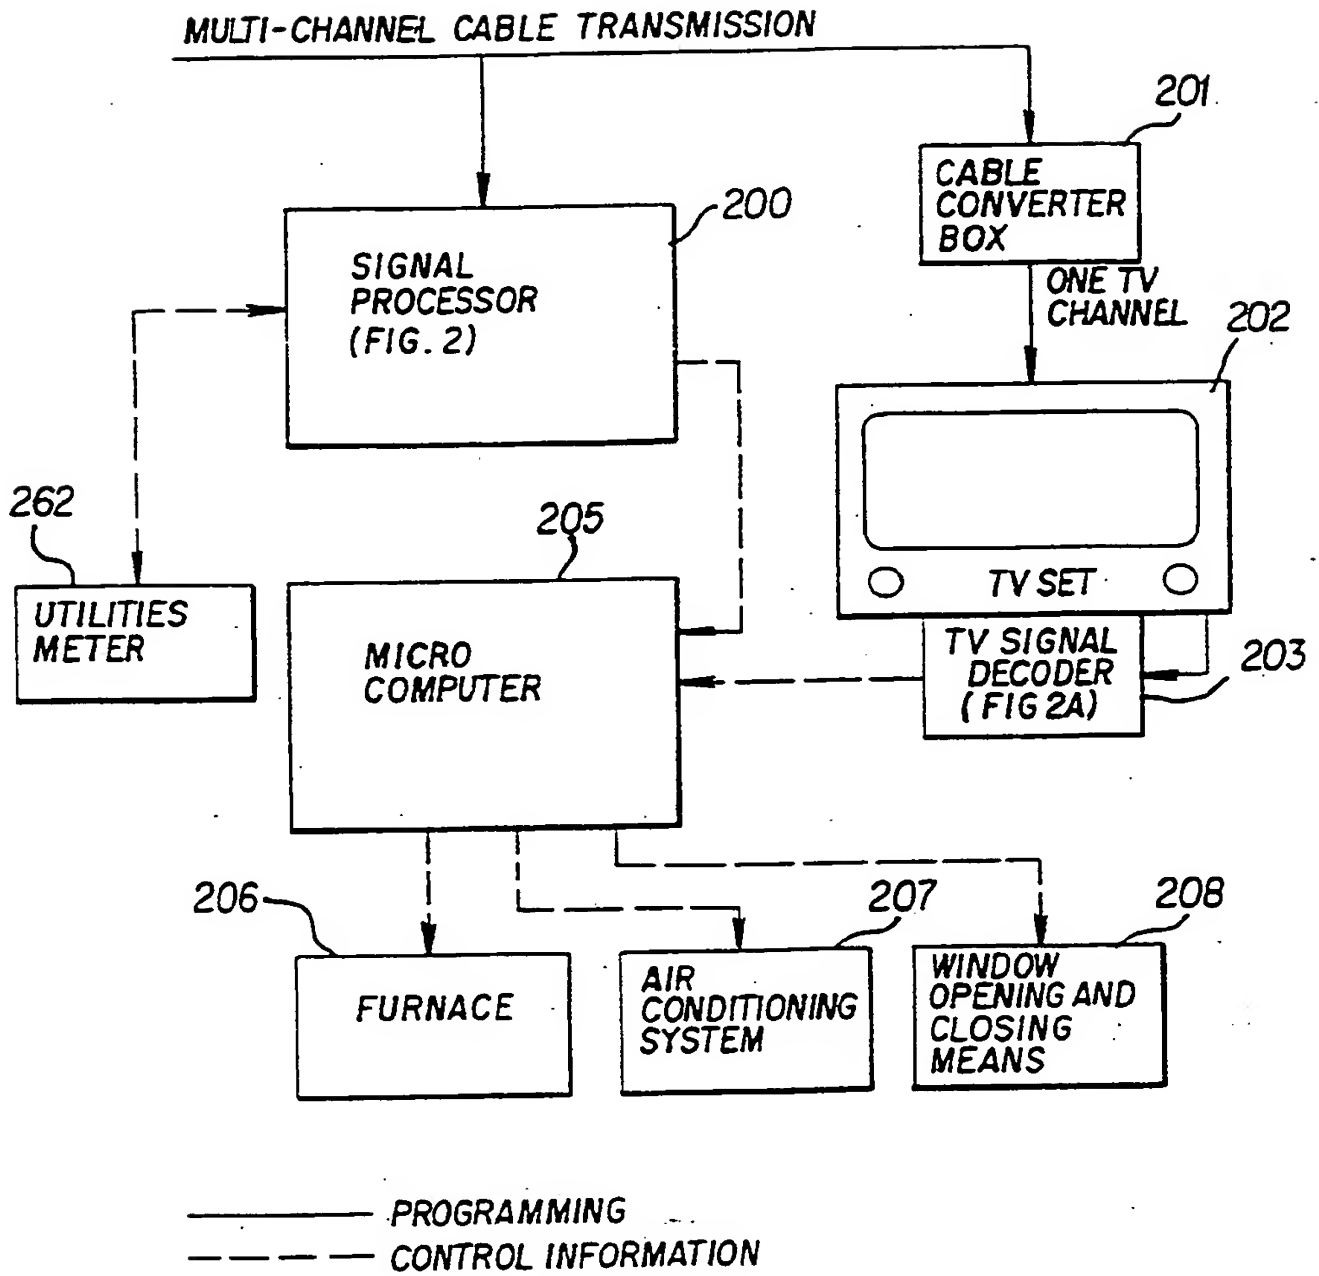 MULTI-CHANNEL CABLE TRANSMISSION
201
CABLE
CONVERTER
BOX
200
SIGNAL
PROCESSOR
(FIG. 2)
ONE TV
CHANNEL
202
262
205
TV SET
UTILITIES
METER
MICRO
COMPUTER
TV SIGNAL
DECODER
(FIG 2A)
203
206
207
208
FURNACE
AIR
CONDITIONING
SYSTEM
WINDOW
OPENING AND
CLOSING
MEANS
PROGRAMMING
CONTROL INFORMATION